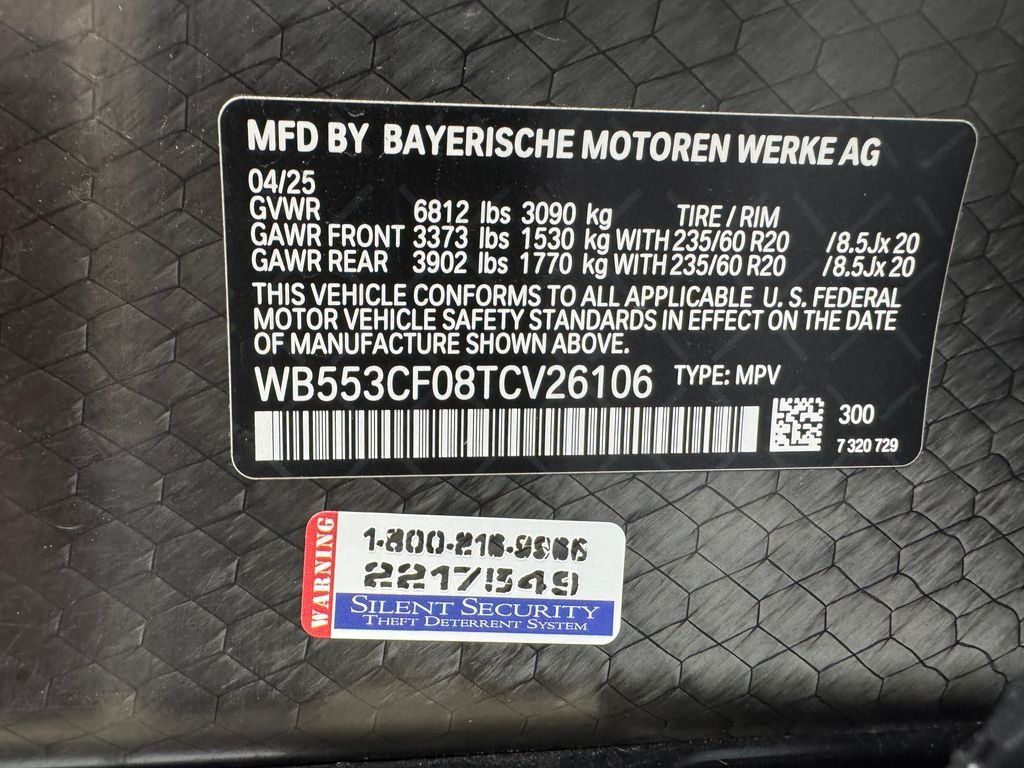 MFD BY BAYERISCHE MOTOREN WERKE AG
04/25
GVWR 6812 lbs 3090 kg TIRE / RIM
GAWR FRONT 3373 lbs 1530 kg WITH 235/60 R20 /8.5Jx 20
GAWR REAR 3902 lbs 1770 kg WITH 235/60 R20 /8.5Jx 20
THIS VEHICLE CONFORMS TO ALL APPLICABLE U. S. FEDERAL
MOTOR VEHICLE SAFETY STANDARDS IN EFFECT ON THE DATE
OF MANUFACTURE SHOWN ABOVE.
WB553CF08TCV26106 TYPE: MPV
300
7 320 729
WARNING
2217549
SILENT SECURITY
THEFT DETERRENT SYSTEM